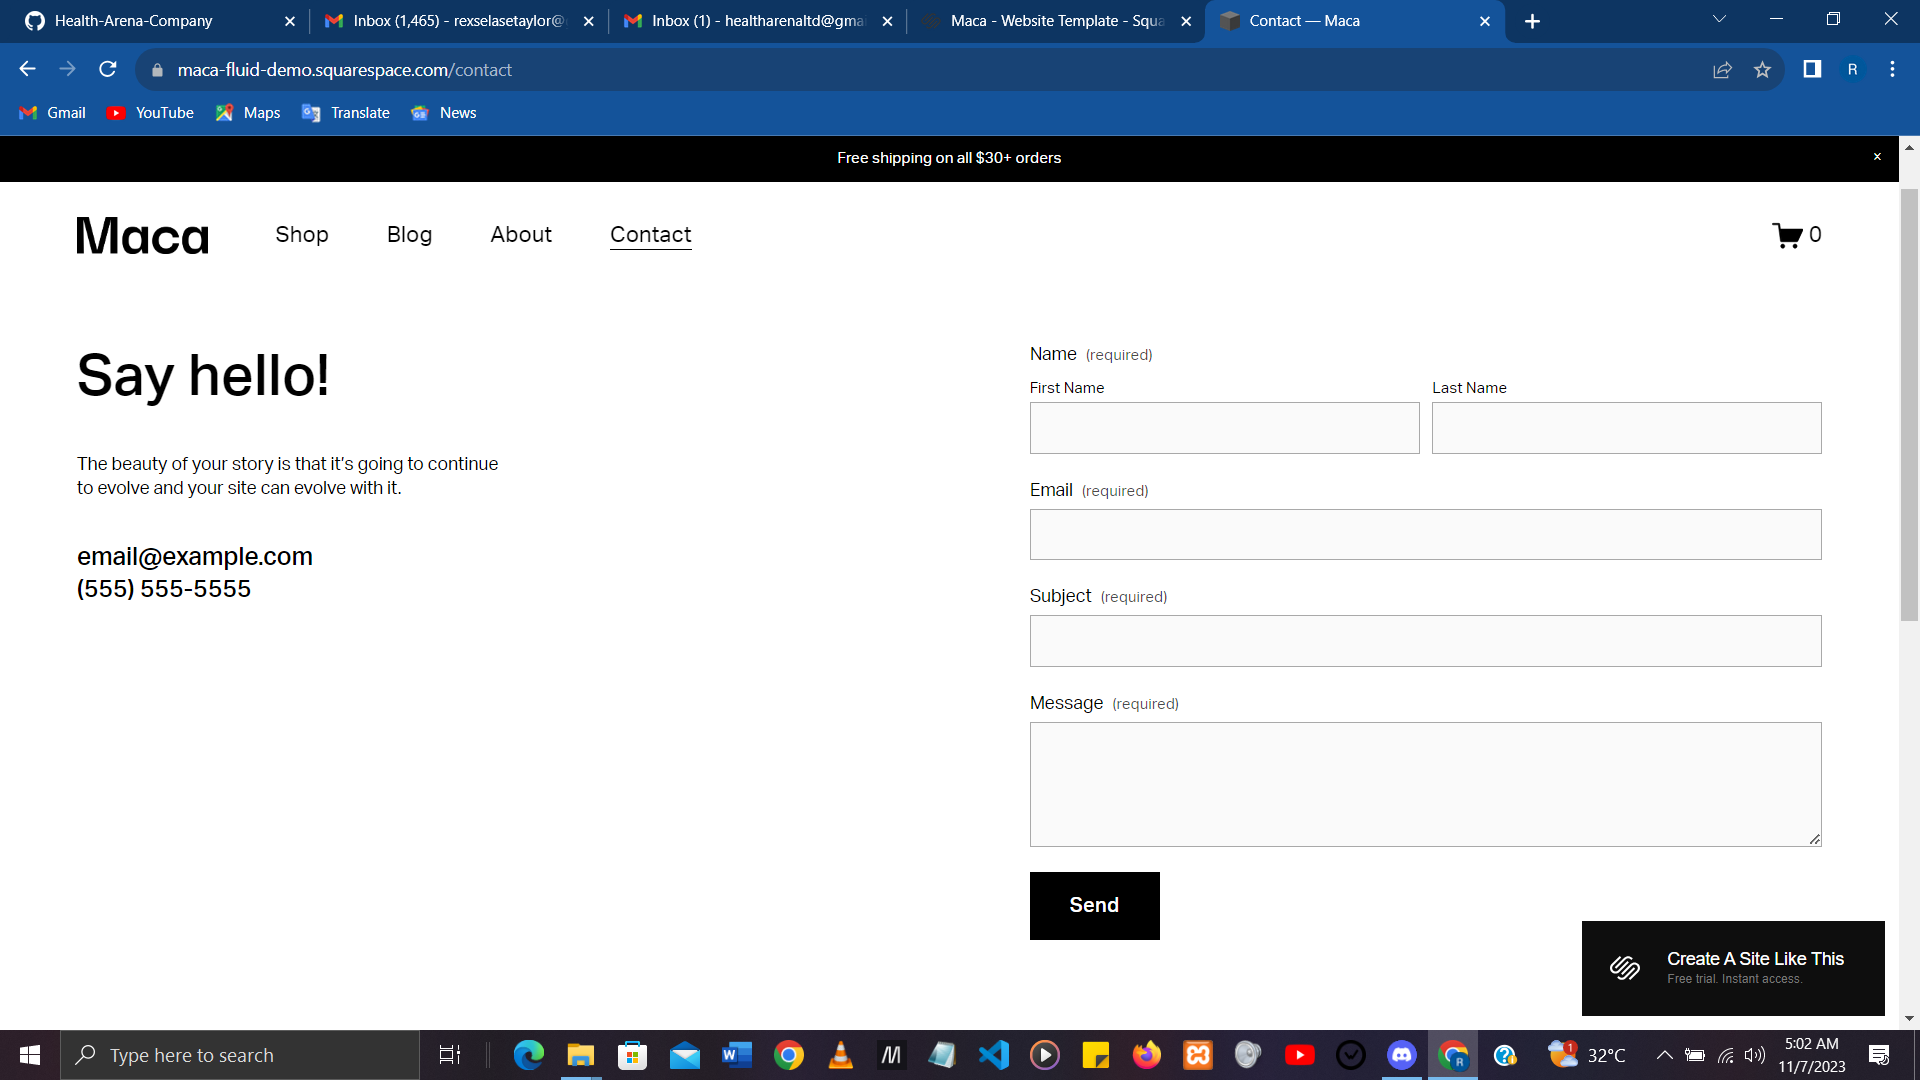 Health-Arena-Company
Inbox (1,465) - rexselasetaylor@
Inbox (1) - healtharenaltd@gma
Maca - Website Template - Squa
Contact — Maca
maca-fluid-demo.squarespace.com/contact
R
Gmail
YouTube
Maps
Translate
News
Free shipping on all $30+ orders
x
Maca
Shop
Blog
About
Contact
0
Say hello!
The beauty of your story is that it's going to continue
to evolve and your site can evolve with it.
email@example.com
(555) 555-5555
Name (required)
First Name
Last Name
Email (required)
Subject (required)
Message (required)
Send
Create A Site Like This
Free trial. Instant access.
Type here to search
1
32°C
5:02 AM
11/7/2023